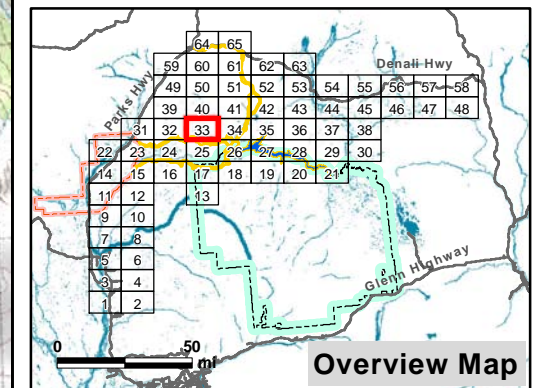 64 65
59 60 61 62 63
Denali Hwy
49 50 51 52 53 54 55 56 57 58
Parks Hwy
39 40 41 42 43 44 45 46 47 48
31 32 33 34 35 36 37 38
22 23 24 25 26 27 28 29 30
14 15 16 17 18 19 20 21
11 12 13
9 10
7 8
5 6
Glenn Highway
3 4
1 2
0 50
mi
Overview Map